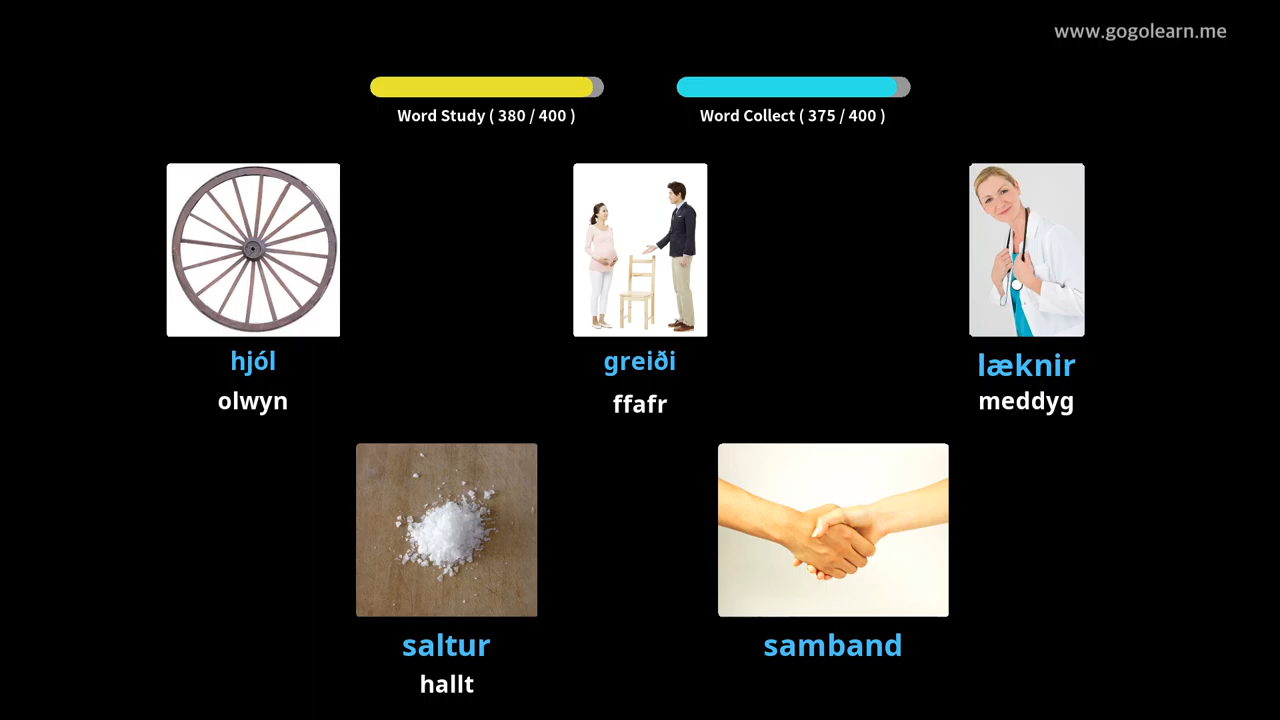 www.gogolearn.me
Word Study ( 380 / 400 )
Word Collect ( 375 / 400 )
hjól
olwyn
greiði
ffafr
læknir
meddyg
saltur
hallt
samband